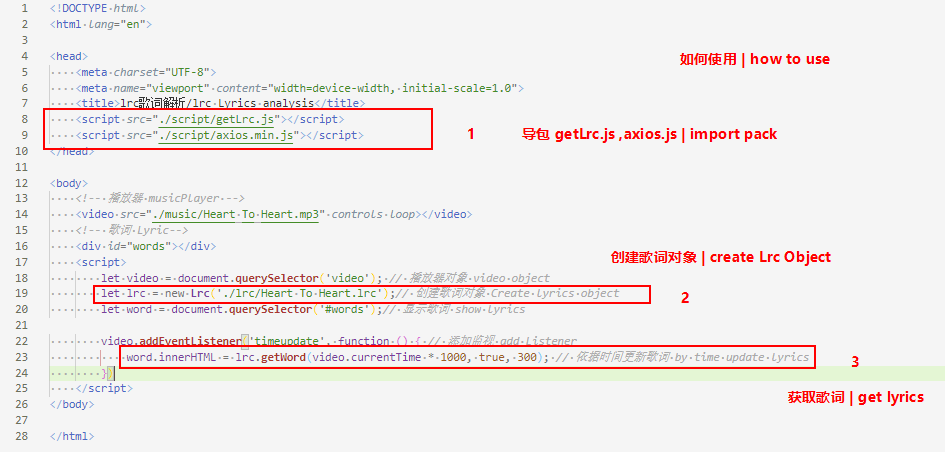 1 <!DOCTYPE html>
2 <html lang="en">
3
4 <head>
5 <meta charset="UTF-8">
6 <meta name="viewport" content="width=device-width, initial-scale=1.0">
如何使用 | how to use
7 <title>lrc歌词解析/lrc Lyrics analysis</title>
8 <script src="./script/getLrc.js"></script>
9 <script src="./script/axios.min.js"></script>
1 导包 getLrc.js ,axios.js | import pack
10 </head>
11
12 <body>
13 <!-- 播放器 musicPlayer -->
14 <video src="./music/Heart To Heart.mp3" controls loop></video>
15 <!-- 歌词 Lyric-->
16 <div id="words"></div>
17 <script>
创建歌词对象 | create Lrc Object
18 let video = document.querySelector('video'); // 播放器对象 video object
19 let lrc = new Lrc('./lrc/Heart To Heart.lrc');// 创建歌词对象 Create lyrics object
2
20 let word = document.querySelector('#words');// 显示歌词 show lyrics
21
22 video.addEventListener('timeupdate', function () { // 添加监视 add Listener
23 word.innerHTML = lrc.getWord(video.currentTime * 1000, true, 300); // 依据时间更新歌词 by time update lyrics
3
24 })
25 </script>
获取歌词 | get lyrics
26 </body>
27
28 </html>